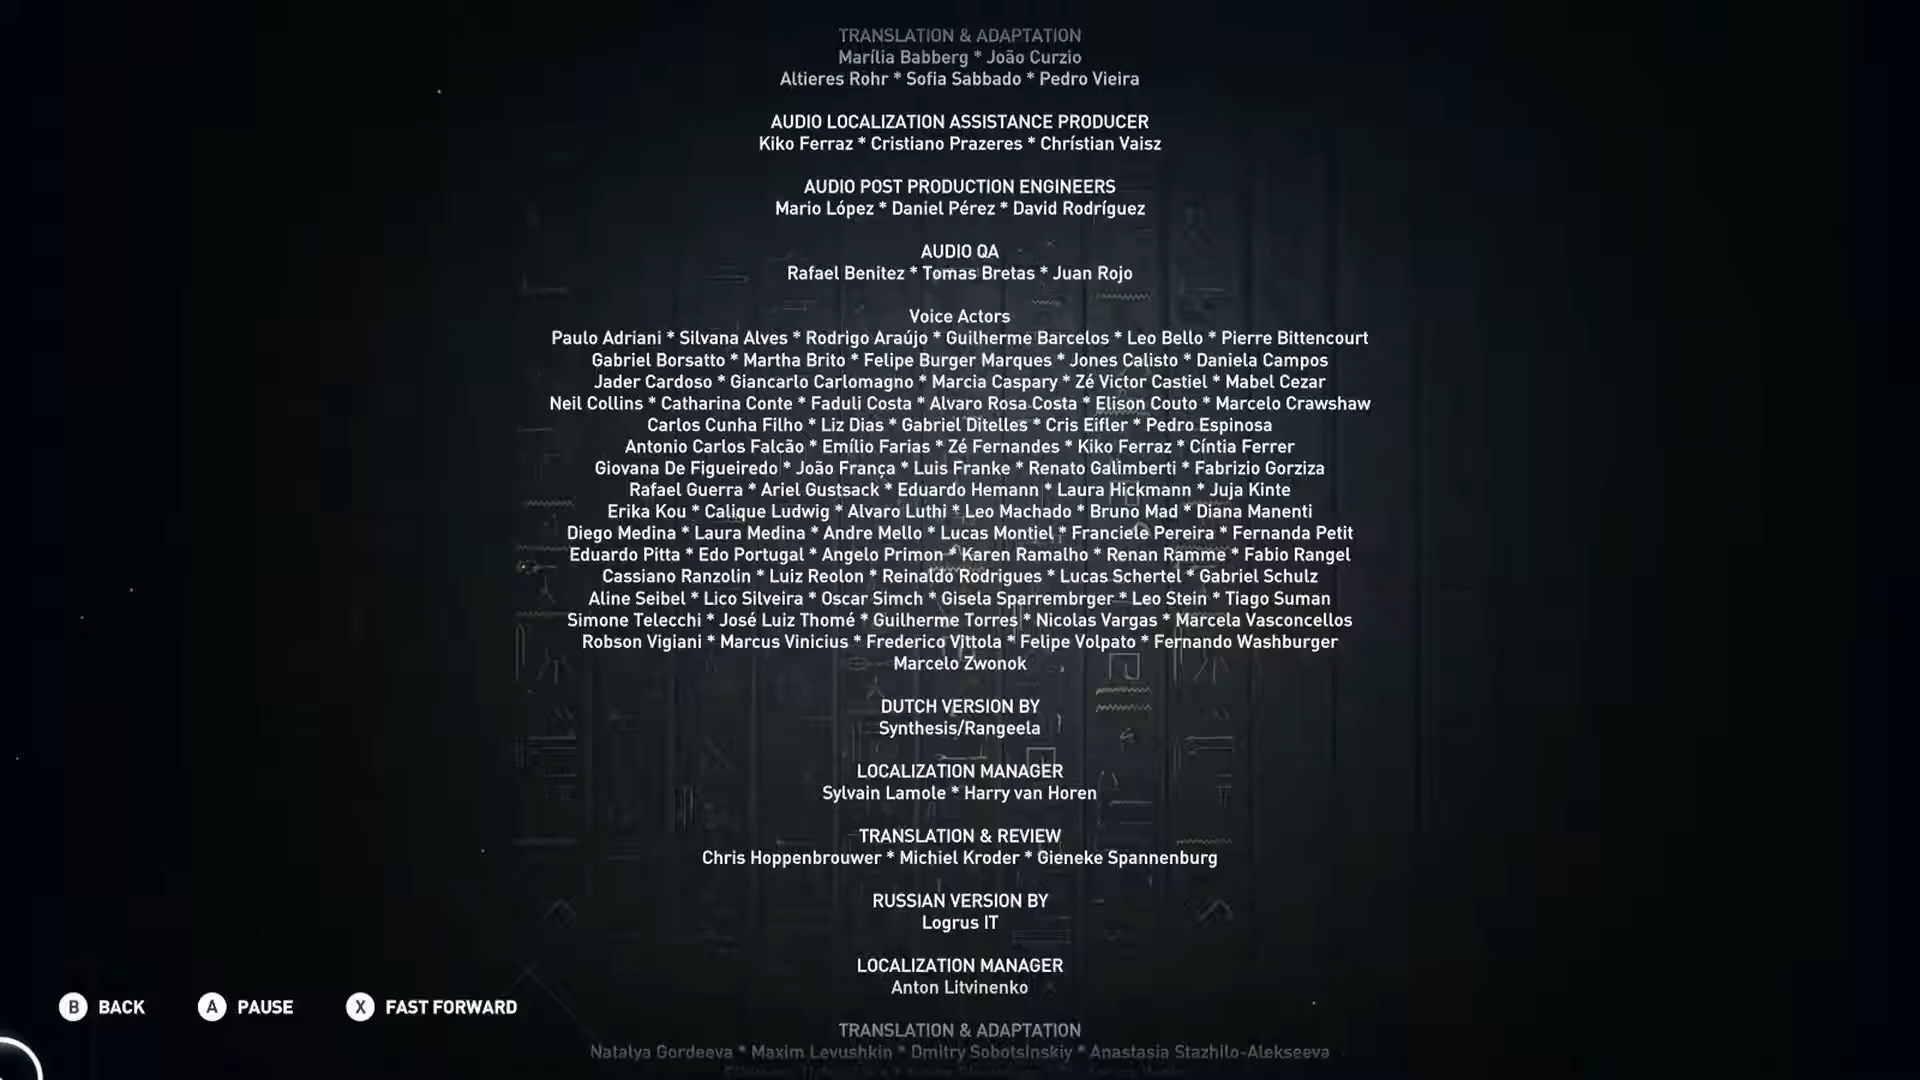 TRANSLATION & ADAPTATION
Marília Babberg * João Curzio
Altieres Rohr * Sofia Sabbado * Pedro Vieira
AUDIO LOCALIZATION ASSISTANCE PRODUCER
Kiko Ferraz * Cristiano Prazeres * Chrístian Vaisz
AUDIO POST PRODUCTION ENGINEERS
Mario López * Daniel Pérez * David Rodríguez
AUDIO QA
Rafael Benitez * Tomas Bretas * Juan Rojo
Voice Actors
Paulo Adriani * Silvana Alves * Rodrigo Araújo * Guilherme Barcelos * Leo Bello * Pierre Bittencourt
Gabriel Borsatto * Martha Brito * Felipe Burger Marques * Jones Calisto * Daniela Campos
Jader Cardoso * Giancarlo Carlomagno * Marcia Caspary * Zé Victor Castiel * Mabel Cezar
Neil Collins * Catharina Conte * Faduli Costa * Alvaro Rosa Costa * Elison Couto * Marcelo Crawshaw
Carlos Cunha Filho * Liz Dias * Gabriel Ditelles * Cris Eifler * Pedro Espinosa
Antonio Carlos Falcão * Emílio Farias * Zé Fernandes * Kiko Ferraz * Cíntia Ferrer
Giovana De Figueiredo * João França * Luis Franke * Renato Galimberti * Fabrizio Gorziza
Rafael Guerra * Ariel Gustsack * Eduardo Hemann * Laura Hickmann * Juja Kinte
Erika Kou * Calique Ludwig * Alvaro Luthi * Leo Machado * Bruno Mad * Diana Manenti
Diego Medina * Laura Medina * Andre Mello * Lucas Montiel * Franciele Pereira * Fernanda Petit
Eduardo Pitta * Edo Portugal * Angelo Primon * Karen Ramalho * Renan Ramme * Fabio Rangel
Cassiano Ranzolin * Luiz Reolon * Reinaldo Rodrigues * Lucas Schertel * Gabriel Schulz
Aline Seibel * Lico Silveira * Oscar Simch * Gisela Sparrembrger * Leo Stein * Tiago Suman
Simone Telecchi * José Luiz Thomé * Guilherme Torres * Nicolas Vargas * Marcela Vasconcellos
Robson Vigiani * Marcus Vinicius * Frederico Vittola * Felipe Volpato * Fernando Washburger
Marcelo Zwonok
DUTCH VERSION BY
Synthesis/Rangeela
LOCALIZATION MANAGER
Sylvain Lamole * Harry van Horen
TRANSLATION & REVIEW
Chris Hoppenbrouwer * Michiel Kroder * Gieneke Spannenburg
RUSSIAN VERSION BY
Logrus IT
LOCALIZATION MANAGER
Anton Litvinenko
B BACK A PAUSE X FAST FORWARD
TRANSLATION & ADAPTATION
Natalya Gordeeva * Maxim Levushkin * Dmitry Sobotsinskiy * Anastasia Stazhilo-Alekseeva